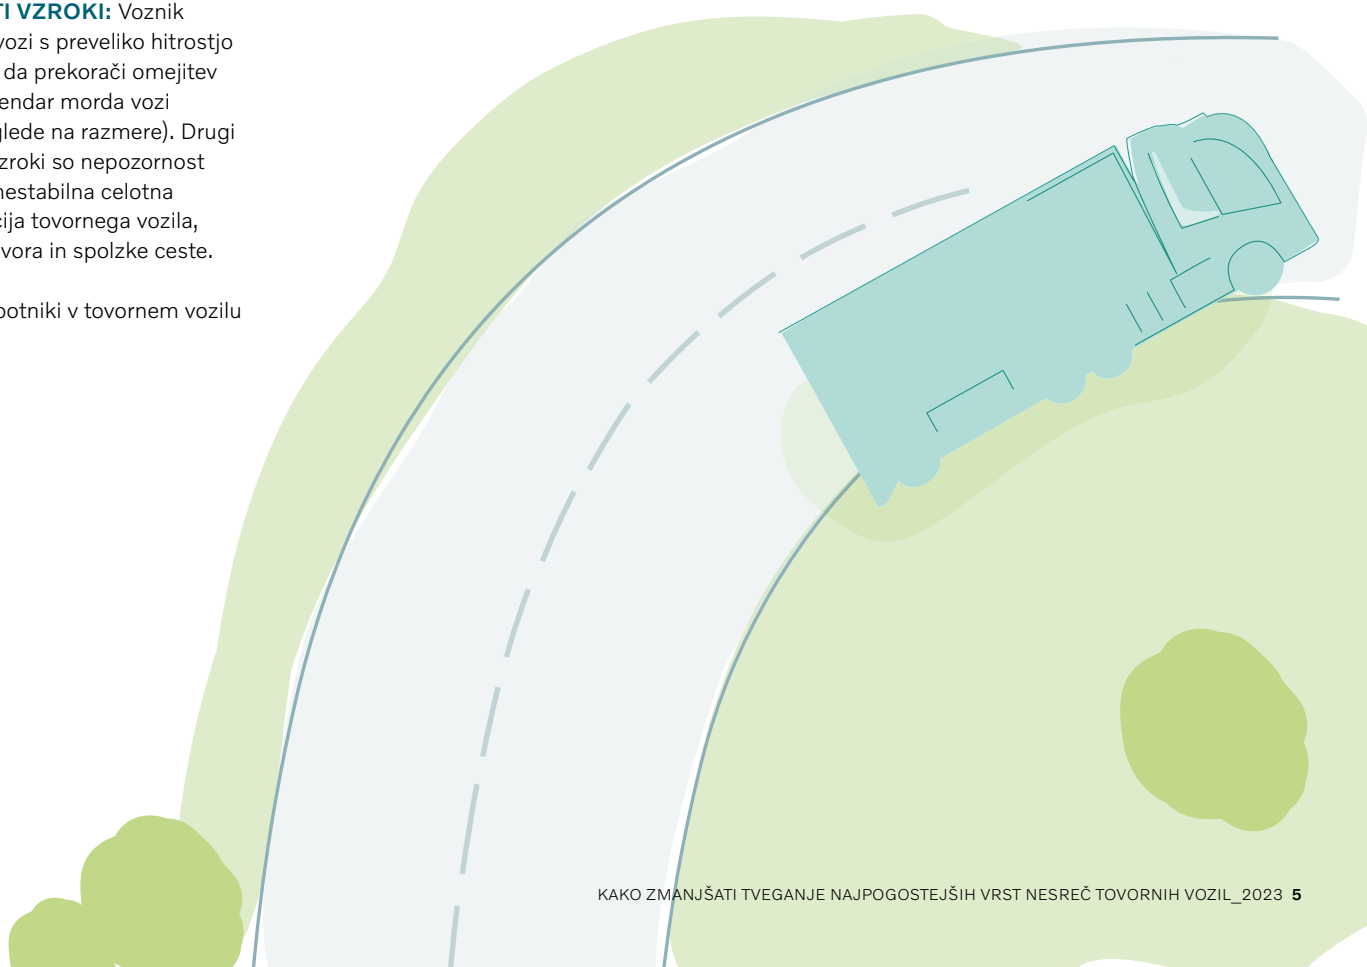 TI VZROKI: Voznik
vozi s preveliko hitrostjo
da prekorači omejitev
endar morda vozi
lede na razmere). Drugi
zroki so nepozornost
nestabilna celotna
cija tovornega vozila,
vora in spolzke ceste.
potniki v tovornem vozilu
KAKO ZMANJŠATI TVEGANJE NAJPOGOSTEJŠIH VRST NESREČ TOVORNIH VOZIL_2023 5